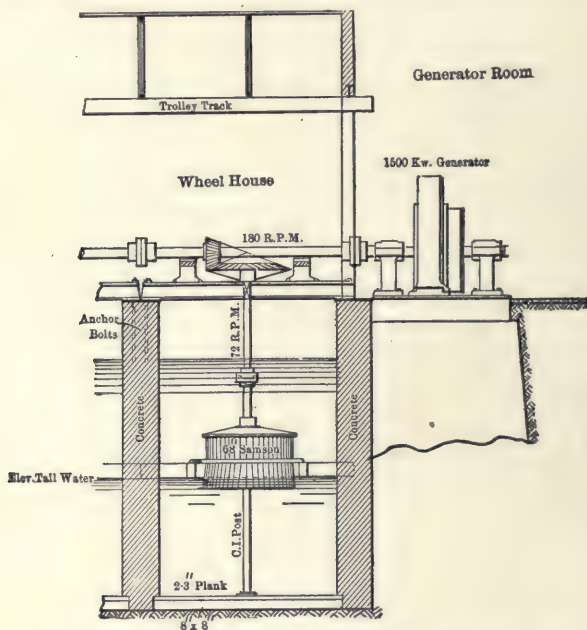 Generator Room
Trolley Track
1500 Kw. Generator
Wheel House
180 R.P.M.
Anchor
Bolts
72 R.P.M.
Concrete
Concrete
68" Samson
Elev. Tail Water
C.I. Post
2-3" Plank
8 x 8